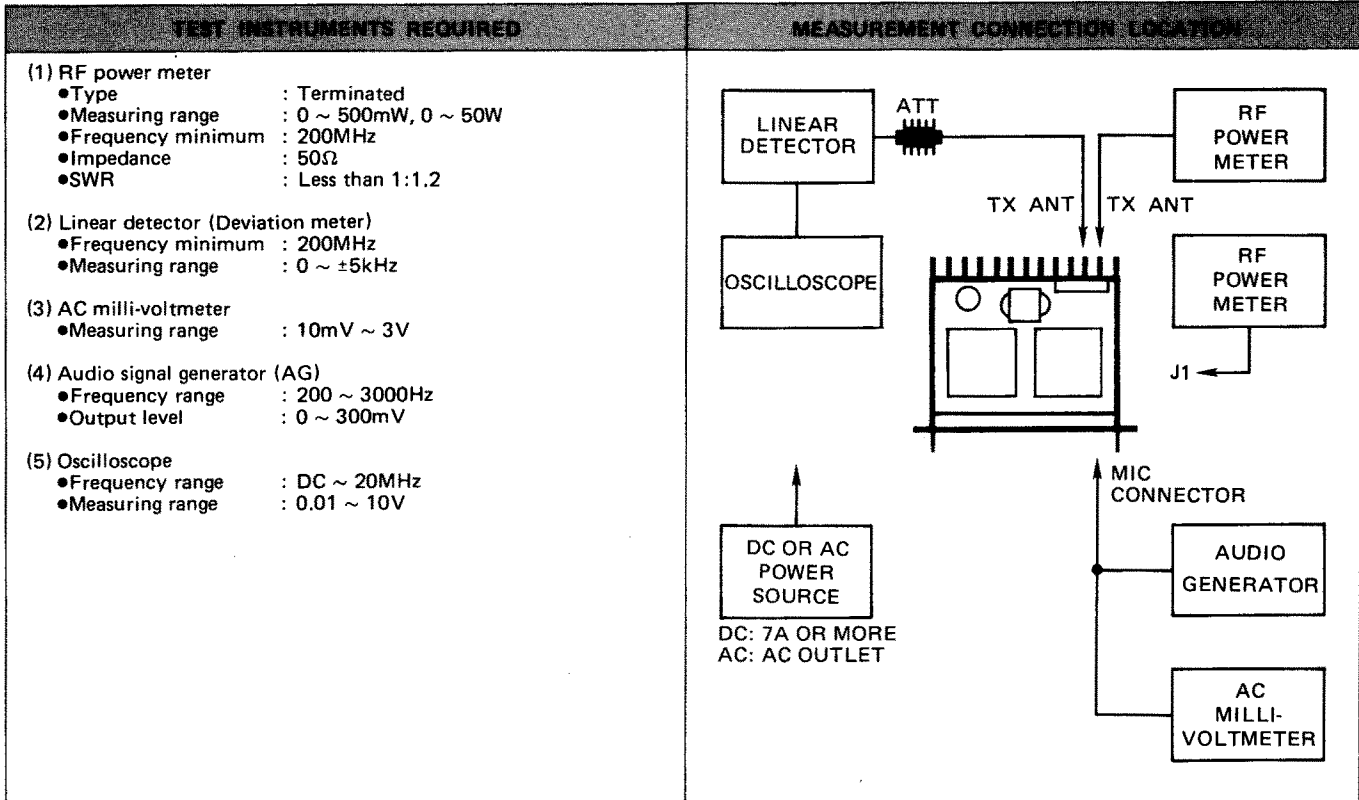 TEST INSTRUMENTS REQUIRED
(1) RF power meter
●Type : Terminated
●Measuring range : 0 ~ 500mW, 0 ~ 50W
●Frequency minimum : 200MHz
●Impedance : 50Ω
●SWR : Less than 1:1.2
(2) Linear detector (Deviation meter)
●Frequency minimum : 200MHz
●Measuring range : 0 ~ ±5kHz
(3) AC milli-voltmeter
●Measuring range : 10mV ~ 3V
(4) Audio signal generator (AG)
●Frequency range : 200 ~ 3000Hz
●Output level : 0 ~ 300mV
(5) Oscilloscope
●Frequency range : DC ~ 20MHz
●Measuring range : 0.01 ~ 10V
MEASUREMENT CONNECTION LOCATION
LINEAR
DETECTOR
ATT
RF
POWER
METER
TX ANT
TX ANT
OSCILLOSCOPE
RF
POWER
METER
J1
MIC
CONNECTOR
DC OR AC
POWER
SOURCE
DC: 7A OR MORE
AC: AC OUTLET
AUDIO
GENERATOR
AC
MILLI-
VOLTMETER